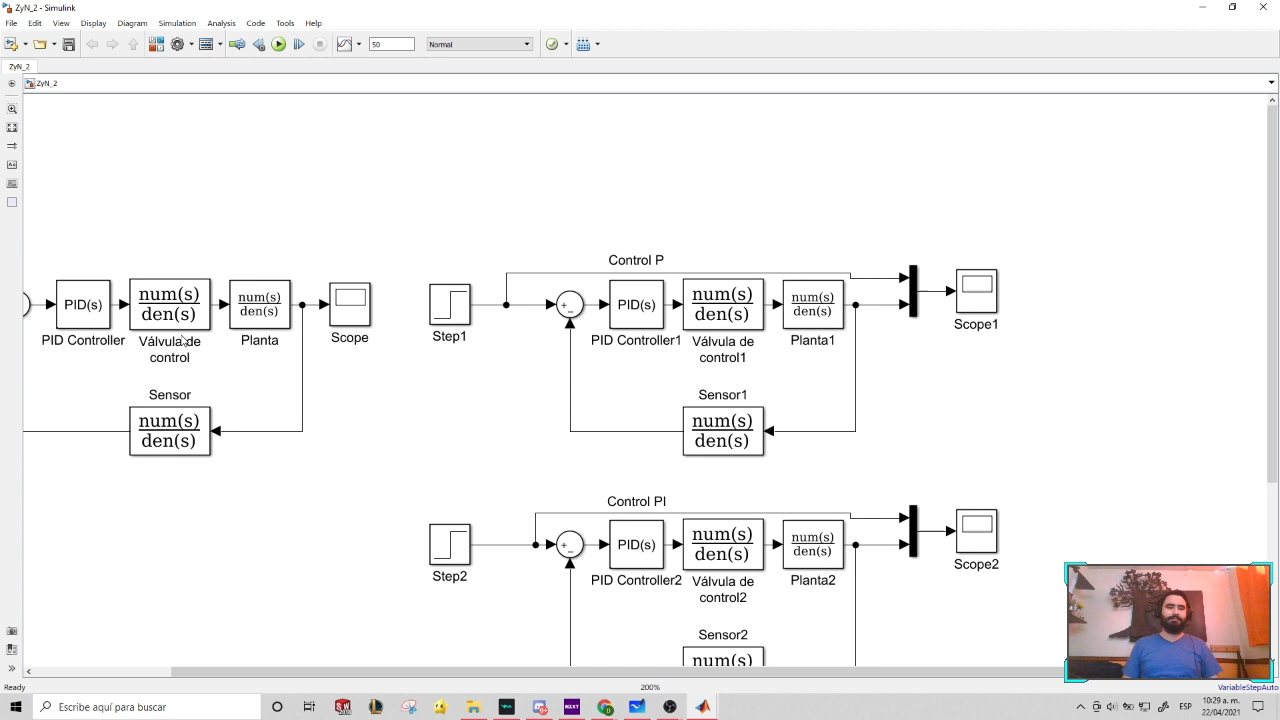 ZyN_2 - Simulink
File Edit View Display Diagram Simulation Analysis Code Tools Help
50 Normal
ZyN_2
ZyN_2
Control P
PID(s) num(s) den(s) num(s) den(s)
PID Controller Válvula de control Planta Scope
Sensor
num(s)
den(s)
+ -
PID(s) num(s) den(s) num(s) den(s)
Step1 PID Controller1 Válvula de control1 Planta1 Scope1
Sensor1
num(s)
den(s)
Control PI
+ -
PID(s) num(s) den(s) num(s) den(s)
Step2 PID Controller2 Válvula de control2 Planta2 Scope2
Sensor2
num(s)
Ready 200% VariableStepAuto
Escribe aquí para buscar
ESP
10:29 a. m.
22/04/2021